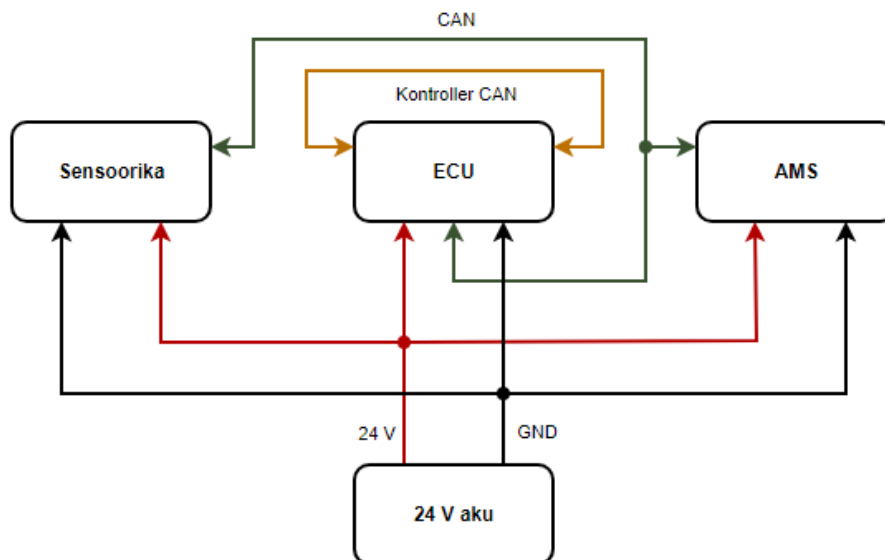 CAN
Kontroller CAN
Sensoorika
ECU
AMS
24 V
GND
24 V aku